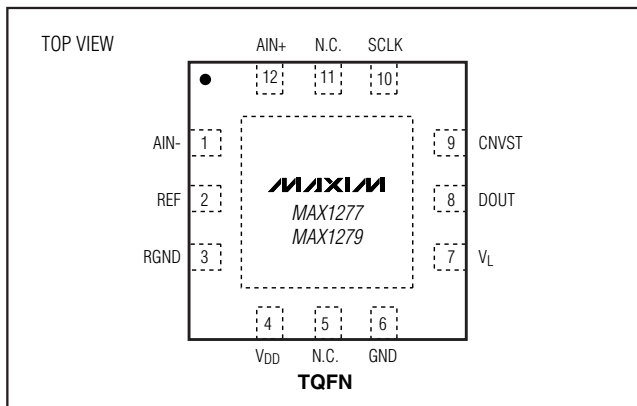 TOP VIEW
AIN+ N.C. SCLK
12 11 10
AIN- 1
9 CNVST
REF 2
8 DOUT
RGND 3
7 VL
MAXIM
MAX1277
MAX1279
4 5 6
VDD N.C. GND
TQFN